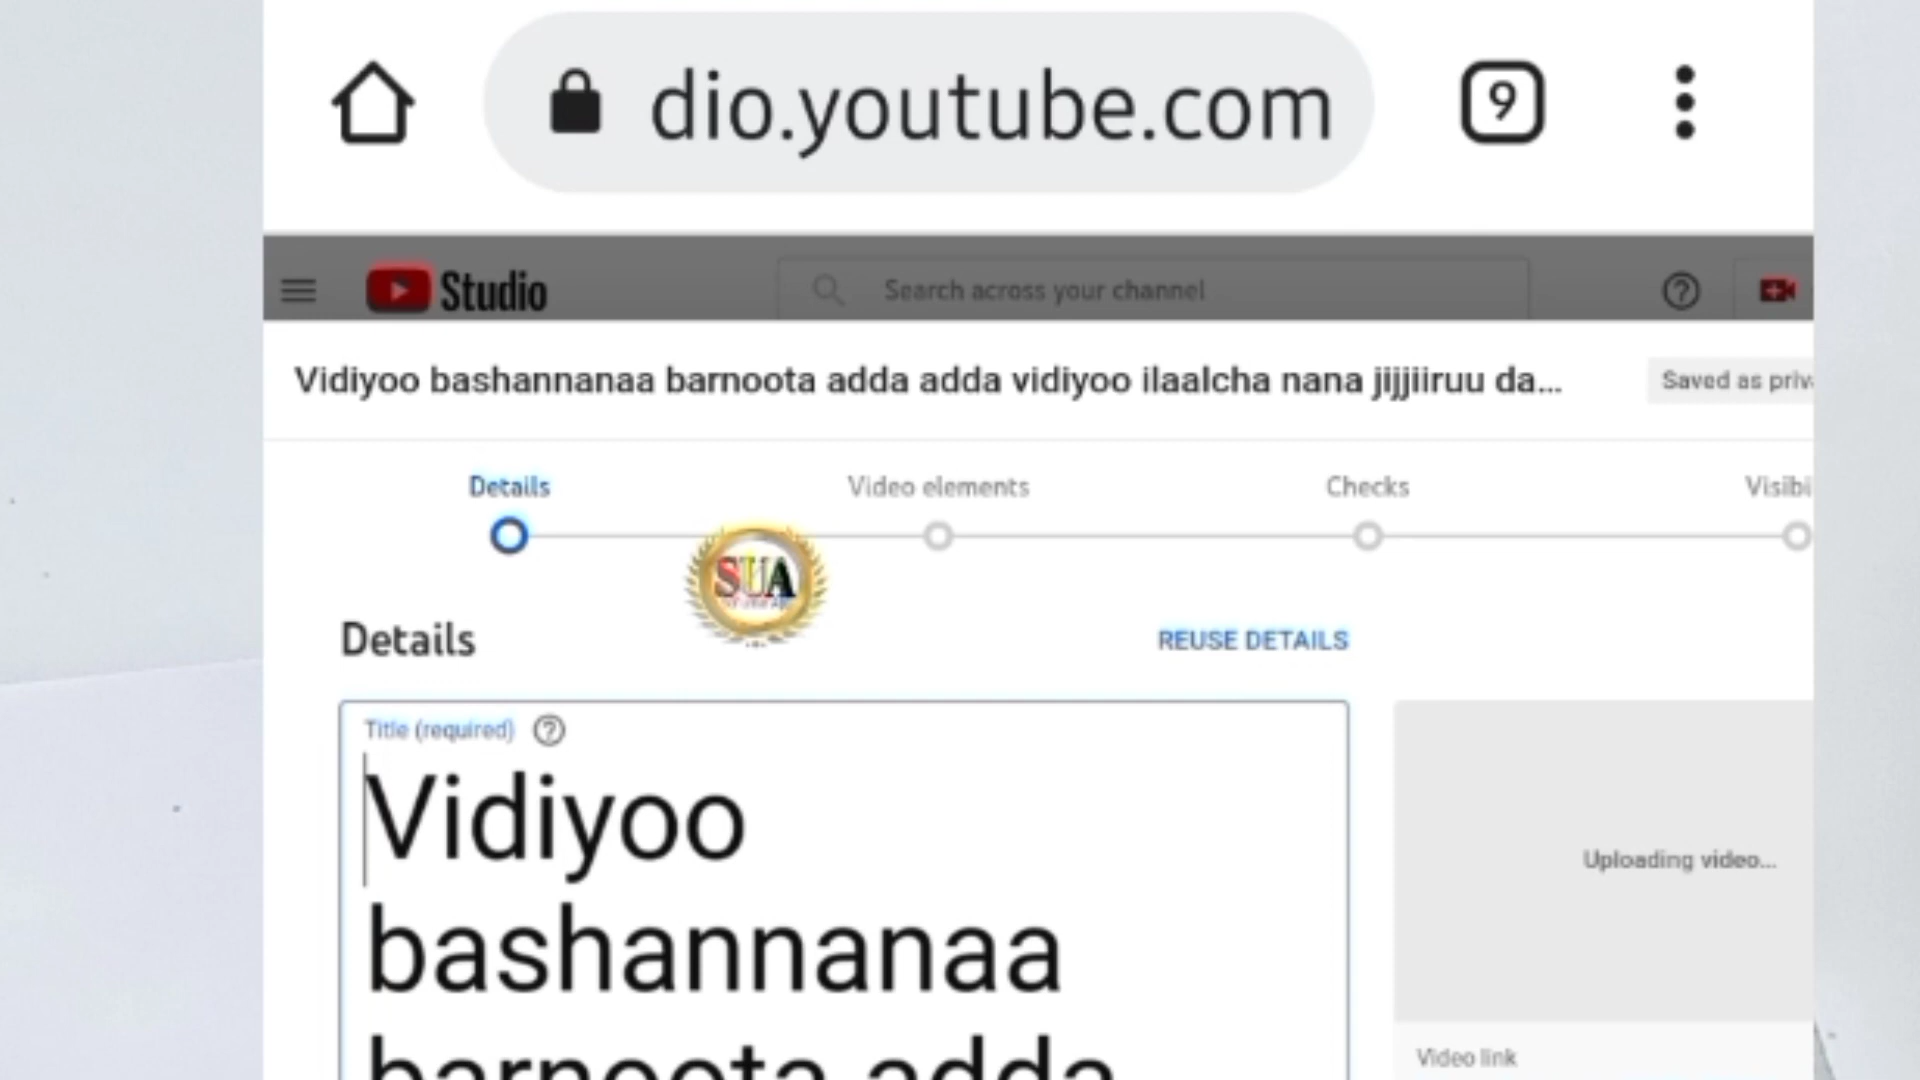 dio.youtube.com
9
Studio
Search across your channel
Vidiyoo bashannanaa barnoota adda adda vidiyoo ilaalcha nana jijjiiruu da...
Saved as priv
Details
Video elements
Checks
Visibi
SUA
Details
REUSE DETAILS
Title (required)
Vidiyoo
bashannanaa
barnoota adda
Uploading video...
Video link